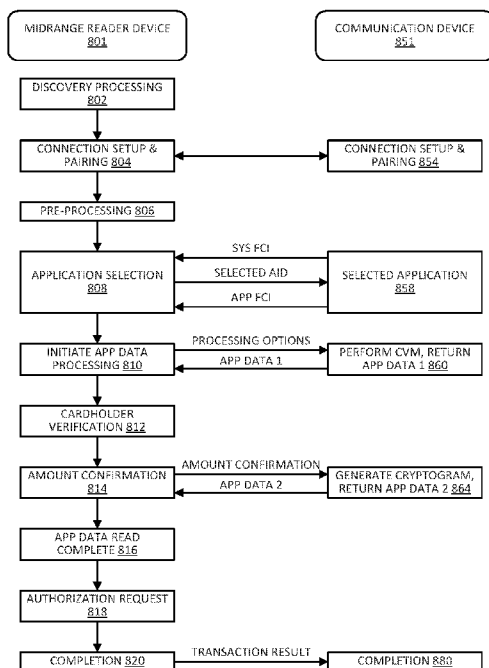 MIDRANGE READER DEVICE
801
COMMUNICATION DEVICE
851
DISCOVERY PROCESSING
802
CONNECTION SETUP &
PAIRING 804
CONNECTION SETUP &
PAIRING 854
PRE-PROCESSING 806
SYS FCI
APPLICATION SELECTION
808
SELECTED AID
SELECTED APPLICATION
858
APP FCI
PROCESSING OPTIONS
INITIATE APP DATA
PROCESSING 810
APP DATA 1
PERFORM CVM, RETURN
APP DATA 1 860
CARDHOLDER
VERIFICATION 812
AMOUNT CONFIRMATION
AMOUNT CONFIRMATION
814
APP DATA 2
GENERATE CRYPTOGRAM,
RETURN APP DATA 2 864
APP DATA READ
COMPLETE 816
AUTHORIZATION REQUEST
818
TRANSACTION RESULT
COMPLETION 820
COMPLETION 880